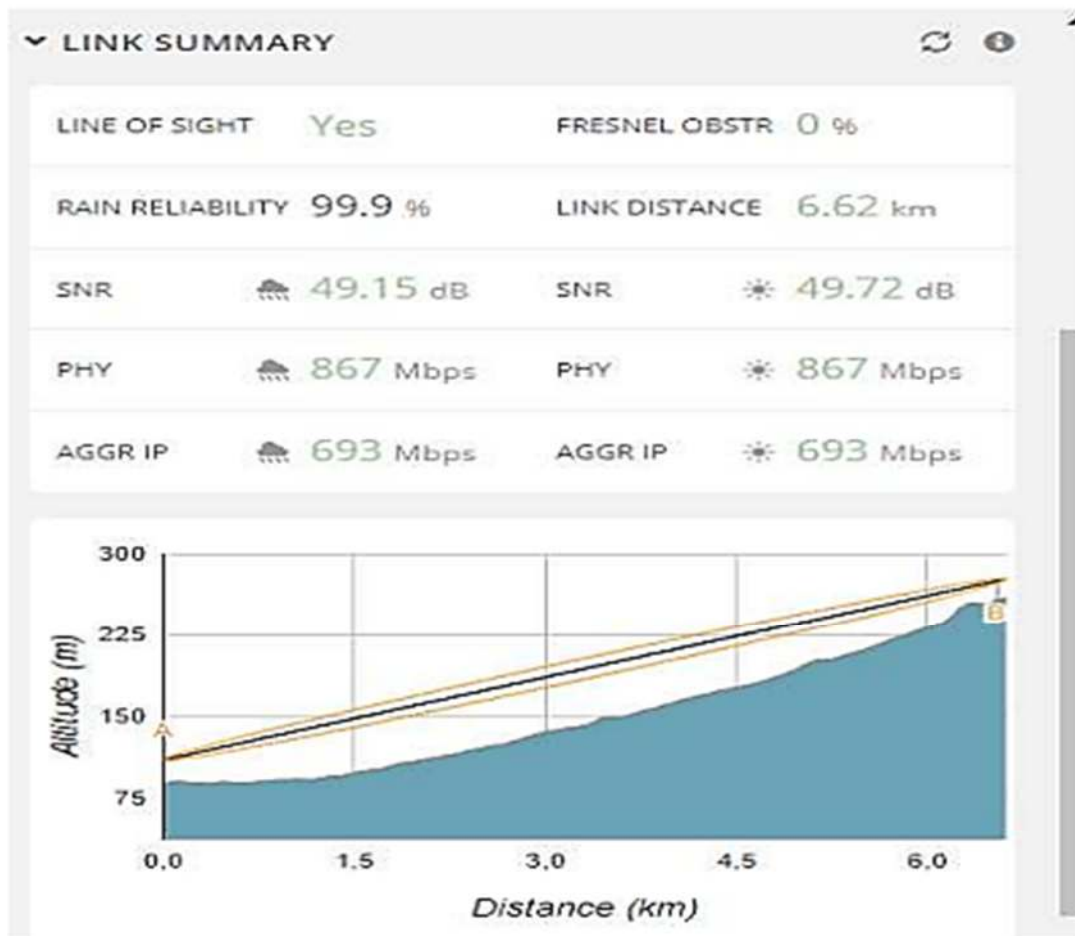 LINK SUMMARY
LINE OF SIGHT Yes FRESNEL OBSTR 0 %
RAIN RELIABILITY 99.9 % LINK DISTANCE 6.62 km
SNR 49.15 dB SNR 49.72 dB
PHY 867 Mbps PHY 867 Mbps
AGGR IP 693 Mbps AGGR IP 693 Mbps
300
225
150
75
Altitude (m)
A
B
0,0 1,5 3,0 4,5 6,0
Distance (km)